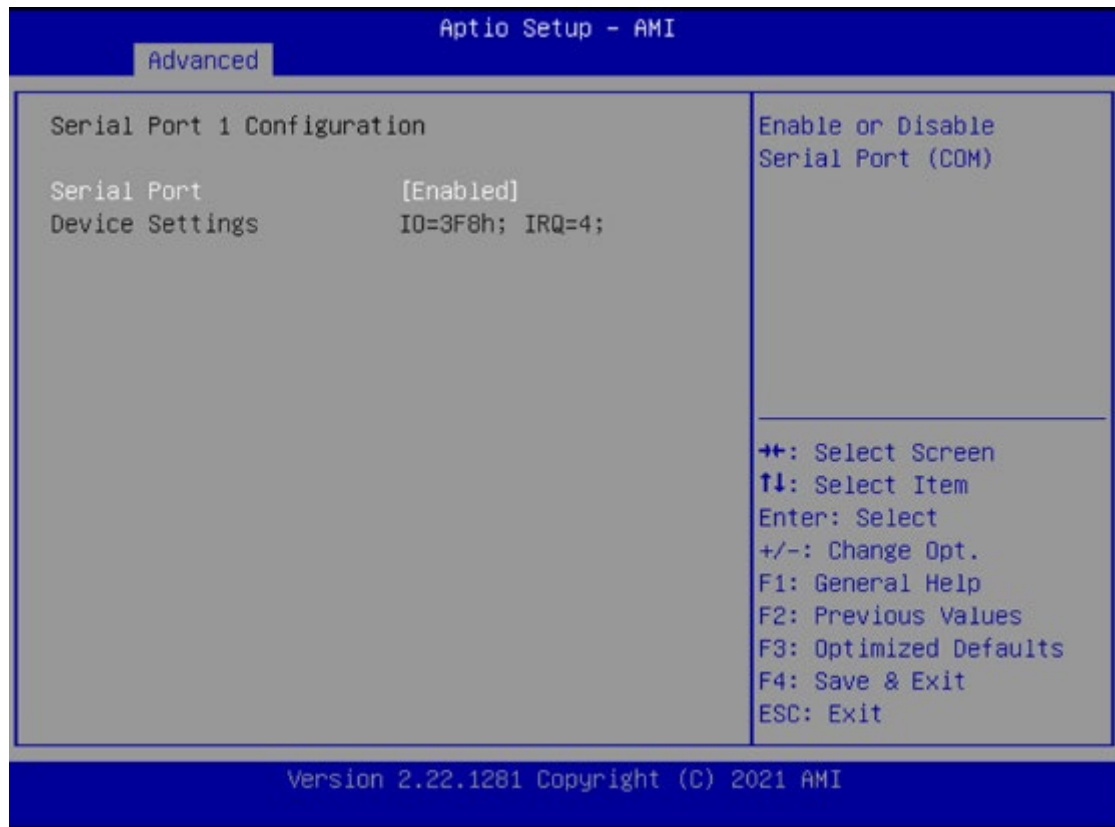 Aptio Setup – AMI
Advanced
Serial Port 1 Configuration
Serial Port [Enabled]
Device Settings IO=3F8h; IRQ=4;
Enable or Disable
Serial Port (COM)
→←: Select Screen
↑↓: Select Item
Enter: Select
+/-: Change Opt.
F1: General Help
F2: Previous Values
F3: Optimized Defaults
F4: Save & Exit
ESC: Exit
Version 2.22.1281 Copyright (C) 2021 AMI